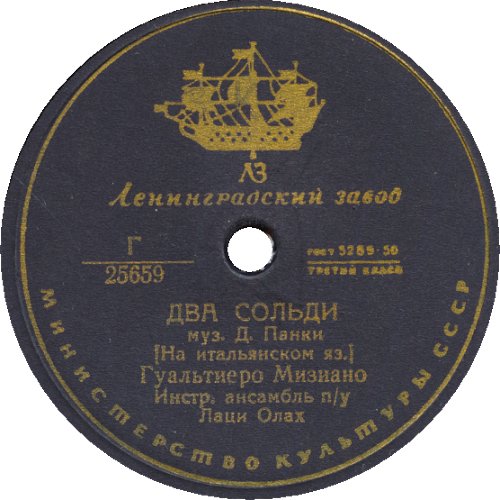 ЛЗ
Ленинградский завод
Г
25659
ГОСТ 5289-50
ТРЕТИЙ КЛАСС
ДВА СОЛЬДИ
муз. Д. Панки
[На итальянском яз.]
Гуальтиеро Мизиано
Инстр. ансамбль п/у
Лаци Олах
МИНИСТЕРСТВО КУЛЬТУРЫ СССР